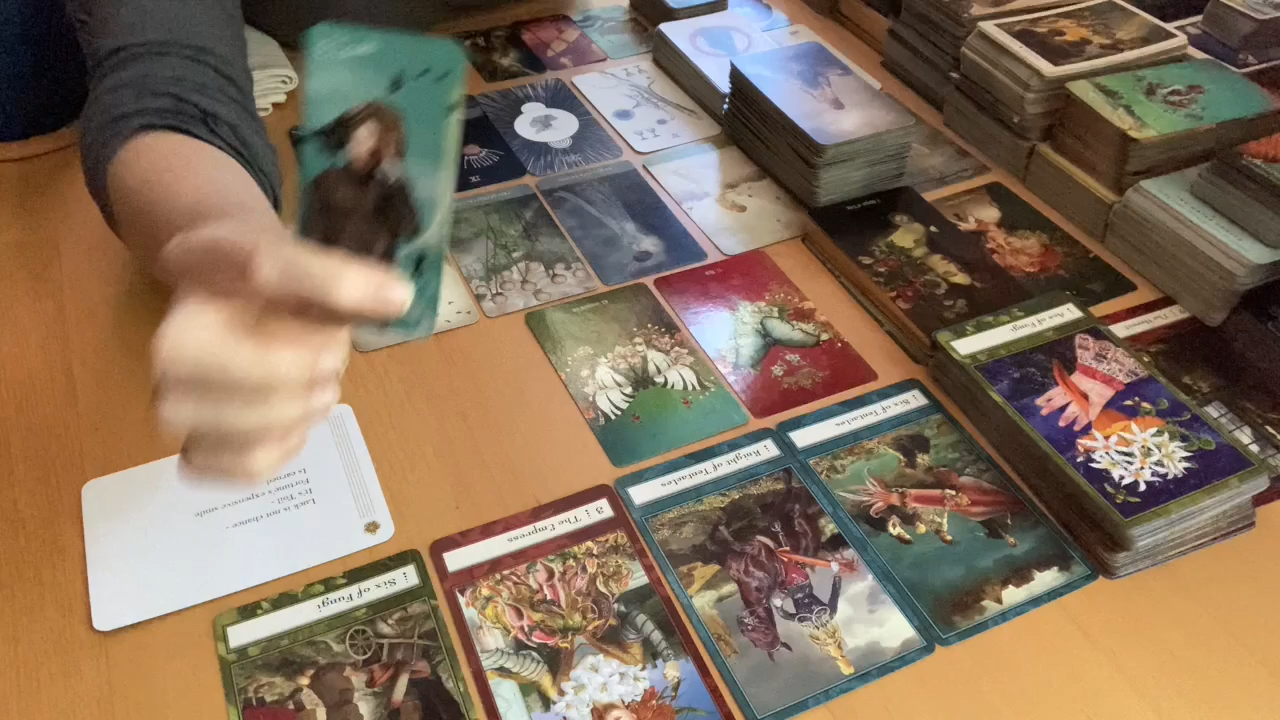 Luck is not chance -
It's Toil -
Fortune's expensive smile
Is earned
Six of Fungi
The Empress
Knight of Tentacles
Six of Tentacles
Ace of Fungi
IX